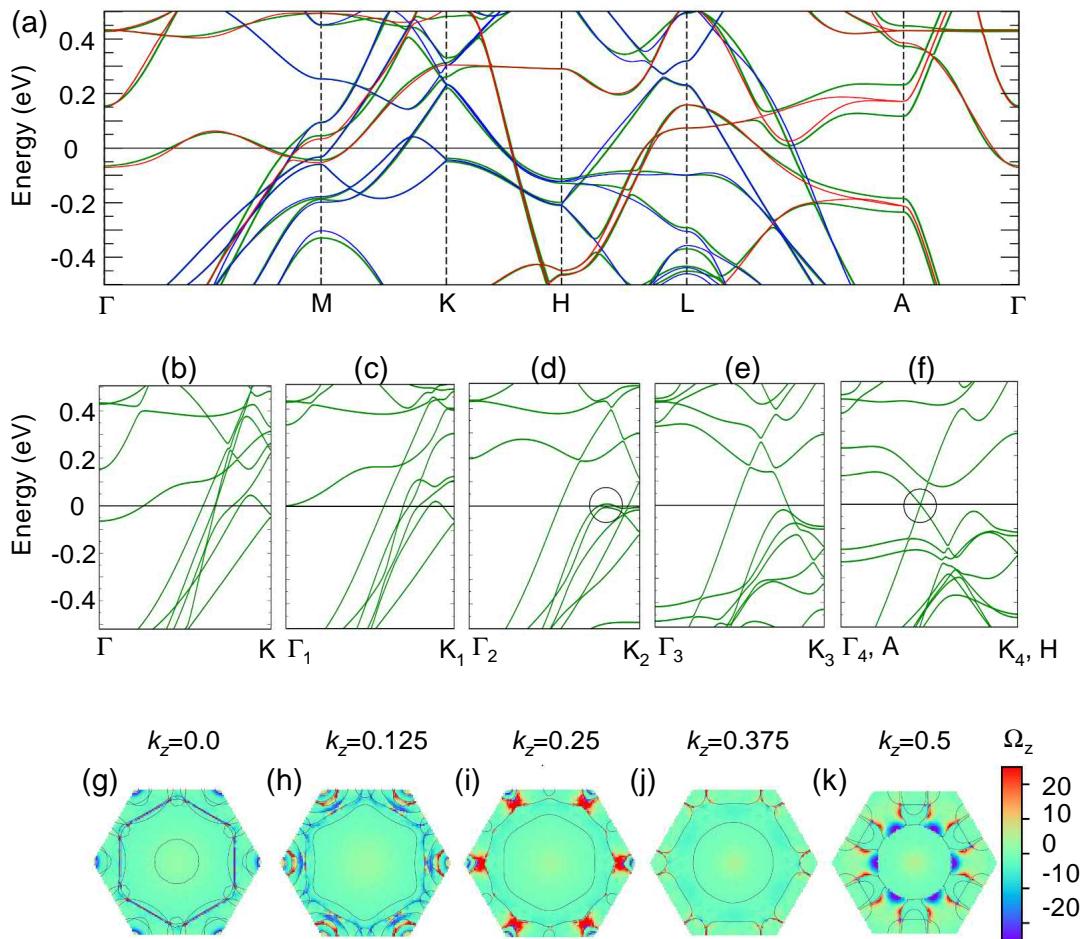 (a)
Energy (eV)
0.4
0.2
0
-0.2
-0.4
Γ M K H L A Γ
(b) (c) (d) (e) (f)
Energy (eV)
0.4
0.2
0
-0.2
-0.4
Γ K Γ1 K1 Γ2 K2 Γ3 K3 Γ4, A K4, H
kz=0.0 kz=0.125 kz=0.25 kz=0.375 kz=0.5 Ωz
(g) (h) (i) (j) (k)
20
10
0
-10
-20